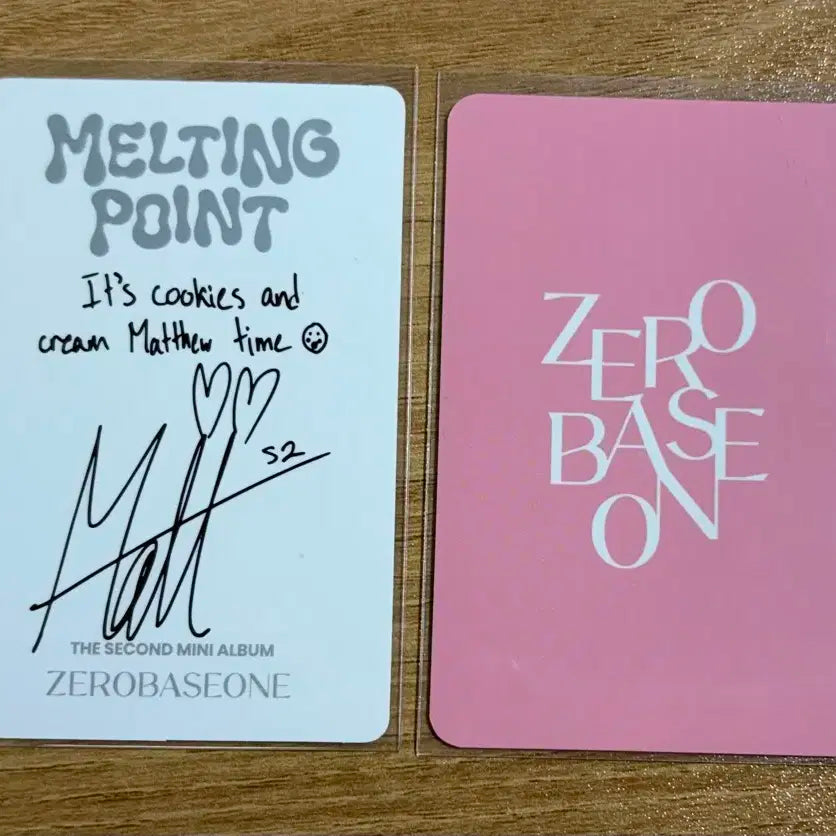 MELTING
POINT
It's cookies and
cream Matthew time
Matt
S2
THE SECOND MINI ALBUM
ZEROBASEONE
ZERO
BASE
ONE